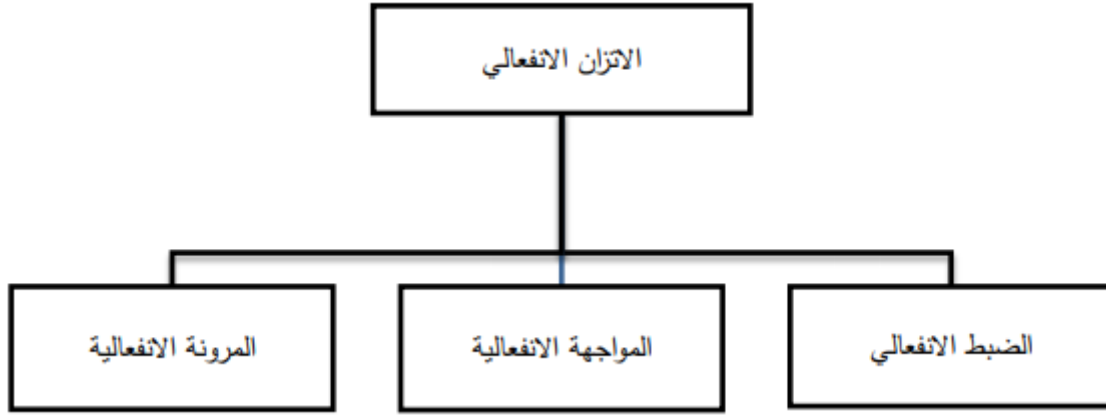 الاتزان الانفعالي
الضبط الانفعالي
المواجهة الانفعالية
المرونة الانفعالية